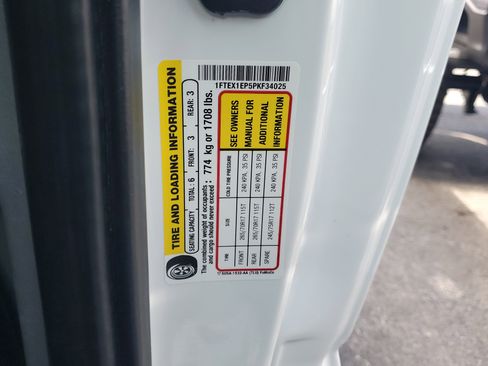 1FTEX1EP5PKF34025
TIRE AND LOADING INFORMATION
SEATING CAPACITY TOTAL: 6 FRONT: 3 REAR: 3
The combined weight of occupants
and cargo should never exceed : 774 kg or 1708 lbs.
TIRE SIZE COLD TIRE PRESSURE
FRONT 265/70R17 115T 240 KPA, 35 PSI
REAR 265/70R17 115T 240 KPA, 35 PSI
SPARE 245/75R17 112T 240 KPA, 35 PSI
SEE OWNERS
MANUAL FOR
ADDITIONAL
INFORMATION